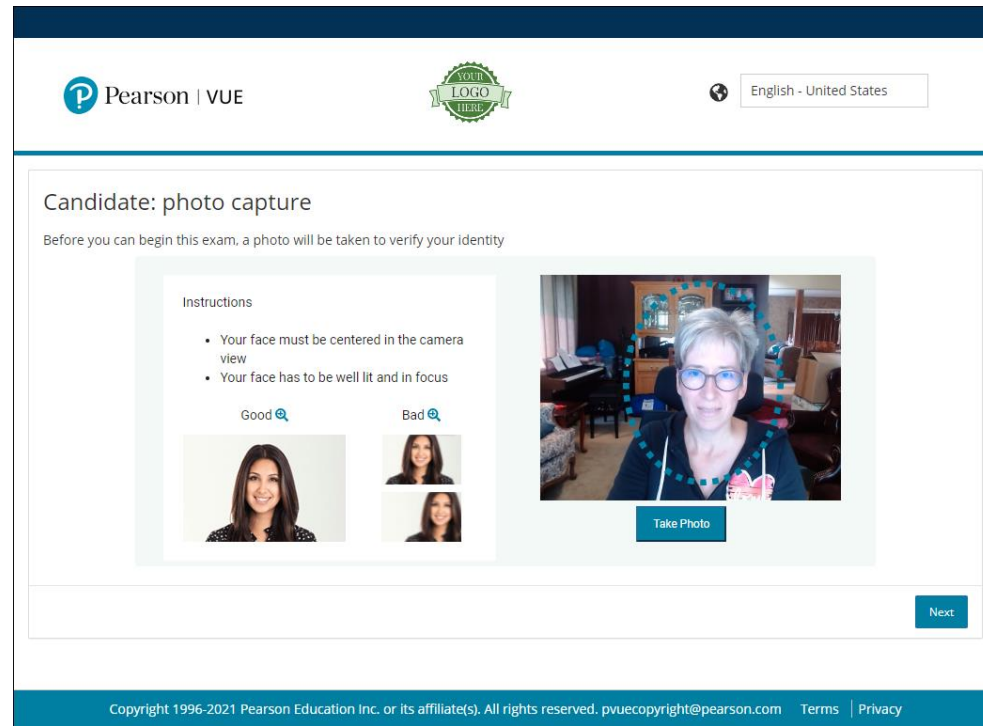 Pearson | VUE
YOUR
LOGO
HERE
English - United States
Candidate: photo capture
Before you can begin this exam, a photo will be taken to verify your identity
Instructions
• Your face must be centered in the camera
view
• Your face has to be well lit and in focus
Good
Bad
Take Photo
Next
Copyright 1996-2021 Pearson Education Inc. or its affiliate(s). All rights reserved. pvuecopyright@pearson.com Terms | Privacy